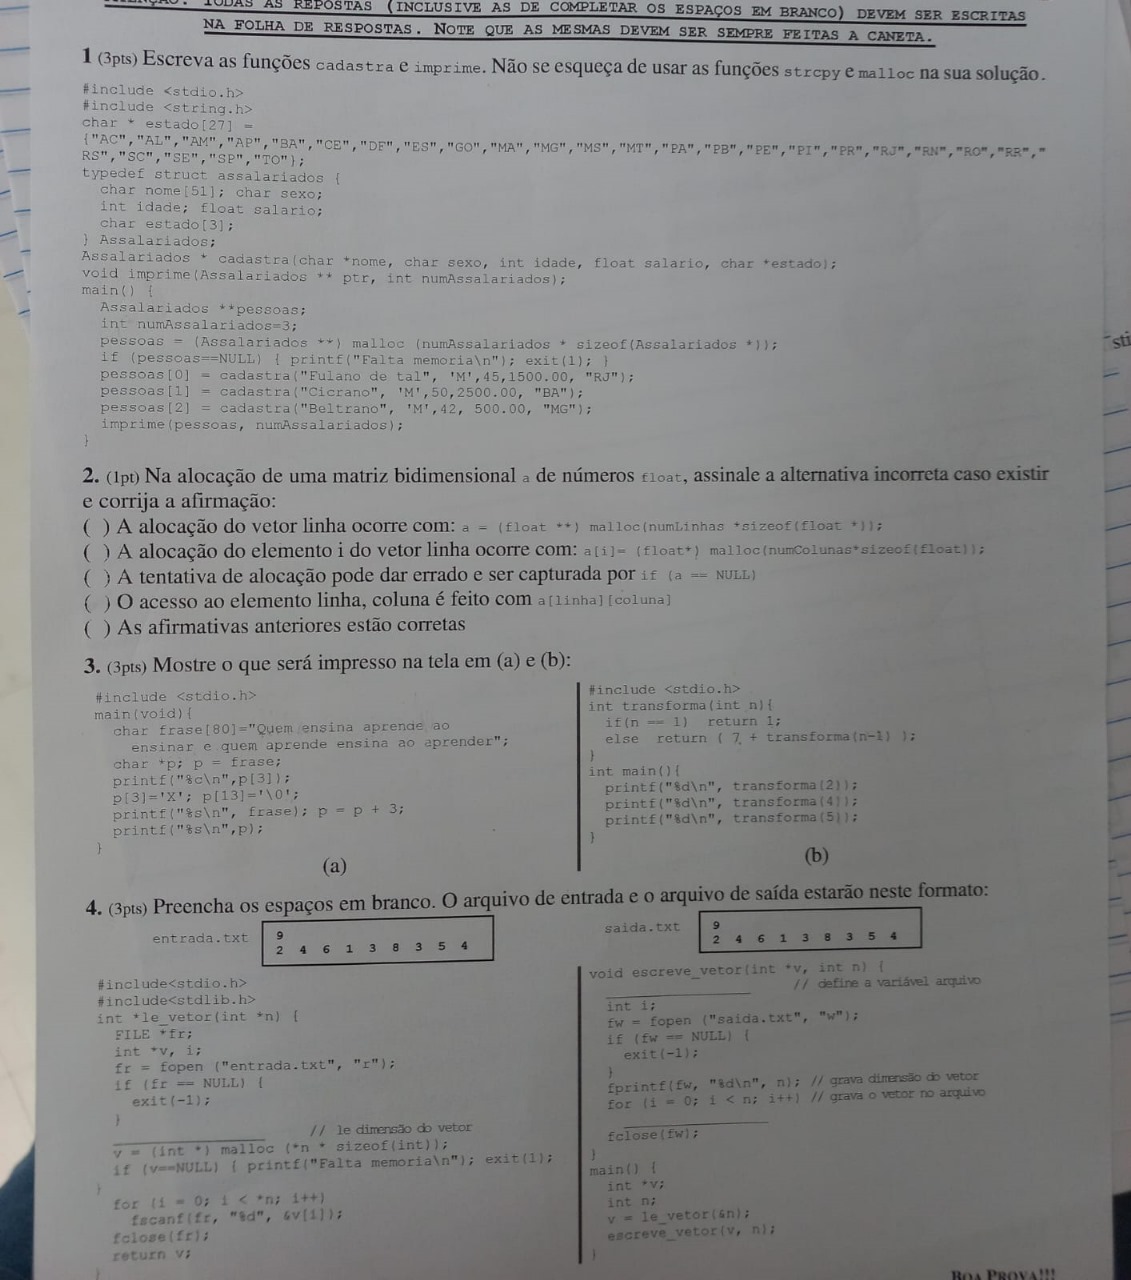 TODAS AS REPOSTAS (INCLUSIVE AS DE COMPLETAR OS ESPAÇOS EM BRANCO) DEVEM SER ESCRITAS
NA FOLHA DE RESPOSTAS. NOTE QUE AS MESMAS DEVEM SER SEMPRE FEITAS A CANETA.
1 (3pts) Escreva as funções cadastra e imprime. Não se esqueça de usar as funções strcpy e malloc na sua solução.
#include <stdio.h>
#include <string.h>
char * estado[27] =
{"AC","AL","AM","AP","BA","CE","DF","ES","GO","MA","MG","MS","MT","PA","PB","PE","PI","PR","RJ","RN","RO","RR","
RS","SC","SE","SP","TO"};
typedef struct assalariados {
char nome[51]; char sexo;
int idade; float salario;
char estado[3];
} Assalariados;
Assalariados * cadastra(char *nome, char sexo, int idade, float salario, char *estado);
void imprime(Assalariados ** ptr, int numAssalariados);
main() {
Assalariados **pessoas;
int numAssalariados=3;
pessoas = (Assalariados **) malloc (numAssalariados * sizeof(Assalariados *));
if (pessoas==NULL) { printf("Falta memoria\n"); exit(1); }
pessoas[0] = cadastra("Fulano de tal", 'M',45,1500.00, "RJ");
pessoas[1] = cadastra("Cicrano", 'M',50,2500.00, "BA");
pessoas[2] = cadastra("Beltrano", 'M',42, 500.00, "MG");
imprime(pessoas, numAssalariados);
}
2. (1pt) Na alocação de uma matriz bidimensional a de números float, assinale a alternativa incorreta caso existir
e corrija a afirmação:
( ) A alocação do vetor linha ocorre com: a = (float **) malloc(numLinhas *sizeof(float *));
( ) A alocação do elemento i do vetor linha ocorre com: a[i]= (float*) malloc(numColunas*sizeof(float));
( ) A tentativa de alocação pode dar errado e ser capturada por if (a == NULL)
( ) O acesso ao elemento linha, coluna é feito com a[linha][coluna]
( ) As afirmativas anteriores estão corretas
3. (3pts) Mostre o que será impresso na tela em (a) e (b):
#include <stdio.h>
main(void){
char frase[80]="Quem ensina aprende ao
ensinar e quem aprende ensina ao aprender";
char *p; p = frase;
printf("%c\n",p[3]);
p[3]='X'; p[13]='\0';
printf("%s\n", frase); p = p + 3;
printf("%s\n",p);
}
(a)
#include <stdio.h>
int transforma(int n){
if(n == 1) return 1;
else return ( 7 + transforma(n-1) );
}
int main(){
printf("%d\n", transforma(2));
printf("%d\n", transforma(4));
printf("%d\n", transforma(5));
}
(b)
4. (3pts) Preencha os espaços em branco. O arquivo de entrada e o arquivo de saída estarão neste formato:
entrada.txt
9
2 4 6 1 3 8 3 5 4
saida.txt
9
2 4 6 1 3 8 3 5 4
#include<stdio.h>
#include<stdlib.h>
int *le_vetor(int *n) {
FILE *fr;
int *v, i;
fr = fopen ("entrada.txt", "r");
if (fr == NULL) {
exit(-1);
}
// le dimensão do vetor
v = (int *) malloc (*n * sizeof(int));
if (v==NULL) { printf("Falta memoria\n"); exit(1);
}
for (i = 0; i < *n; i++)
fscanf(fr, "%d", &v[i]);
fclose(fr);
return v;
}
void escreve_vetor(int *v, int n) {
// define a variável arquivo
int i;
fw = fopen ("saida.txt", "w");
if (fw == NULL) {
exit(-1);
}
fprintf(fw, "%d\n", n); // grava dimensão do vetor
for (i = 0; i < n; i++) // grava o vetor no arquivo
fclose(fw);
}
main() {
int *v;
int n;
v = le_vetor(&n);
escreve_vetor(v, n);
}
BOA PROVA!!!